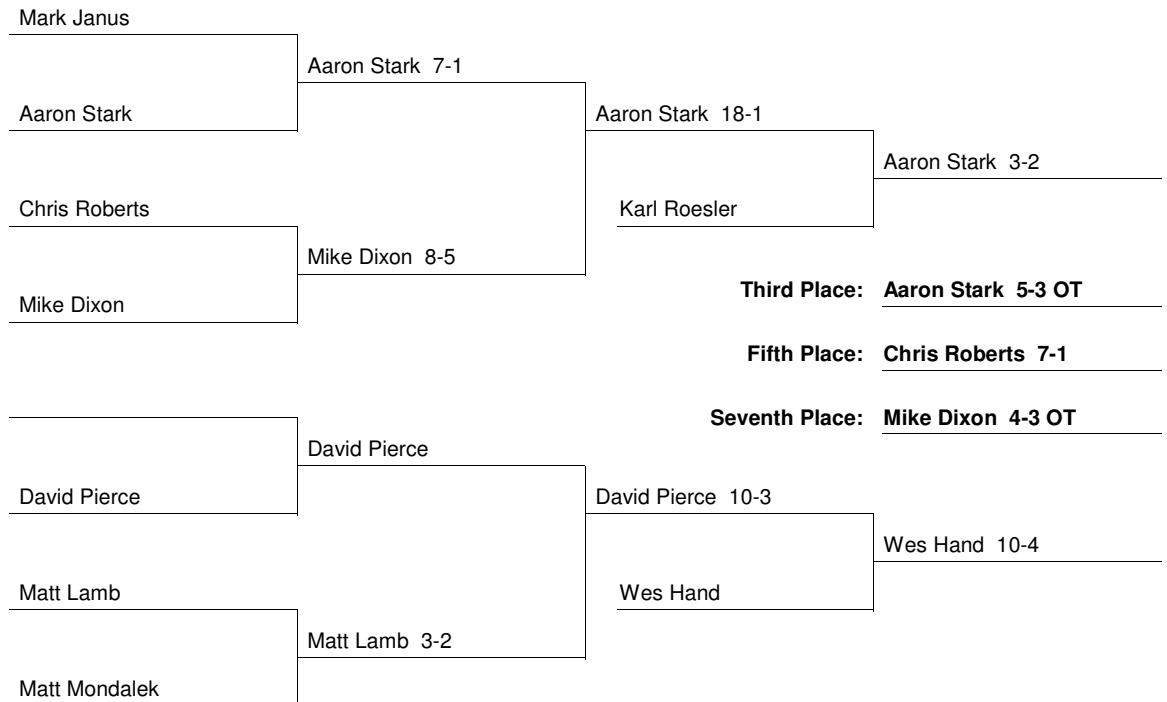 Mark Janus
Aaron Stark 7-1
Aaron Stark
Aaron Stark 18-1
Aaron Stark 3-2
Chris Roberts
Karl Roesler
Mike Dixon 8-5
Third Place: Aaron Stark 5-3 OT
Mike Dixon
Fifth Place: Chris Roberts 7-1
Seventh Place: Mike Dixon 4-3 OT
David Pierce
David Pierce
David Pierce 10-3
Wes Hand 10-4
Matt Lamb
Wes Hand
Matt Lamb 3-2
Matt Mondalek